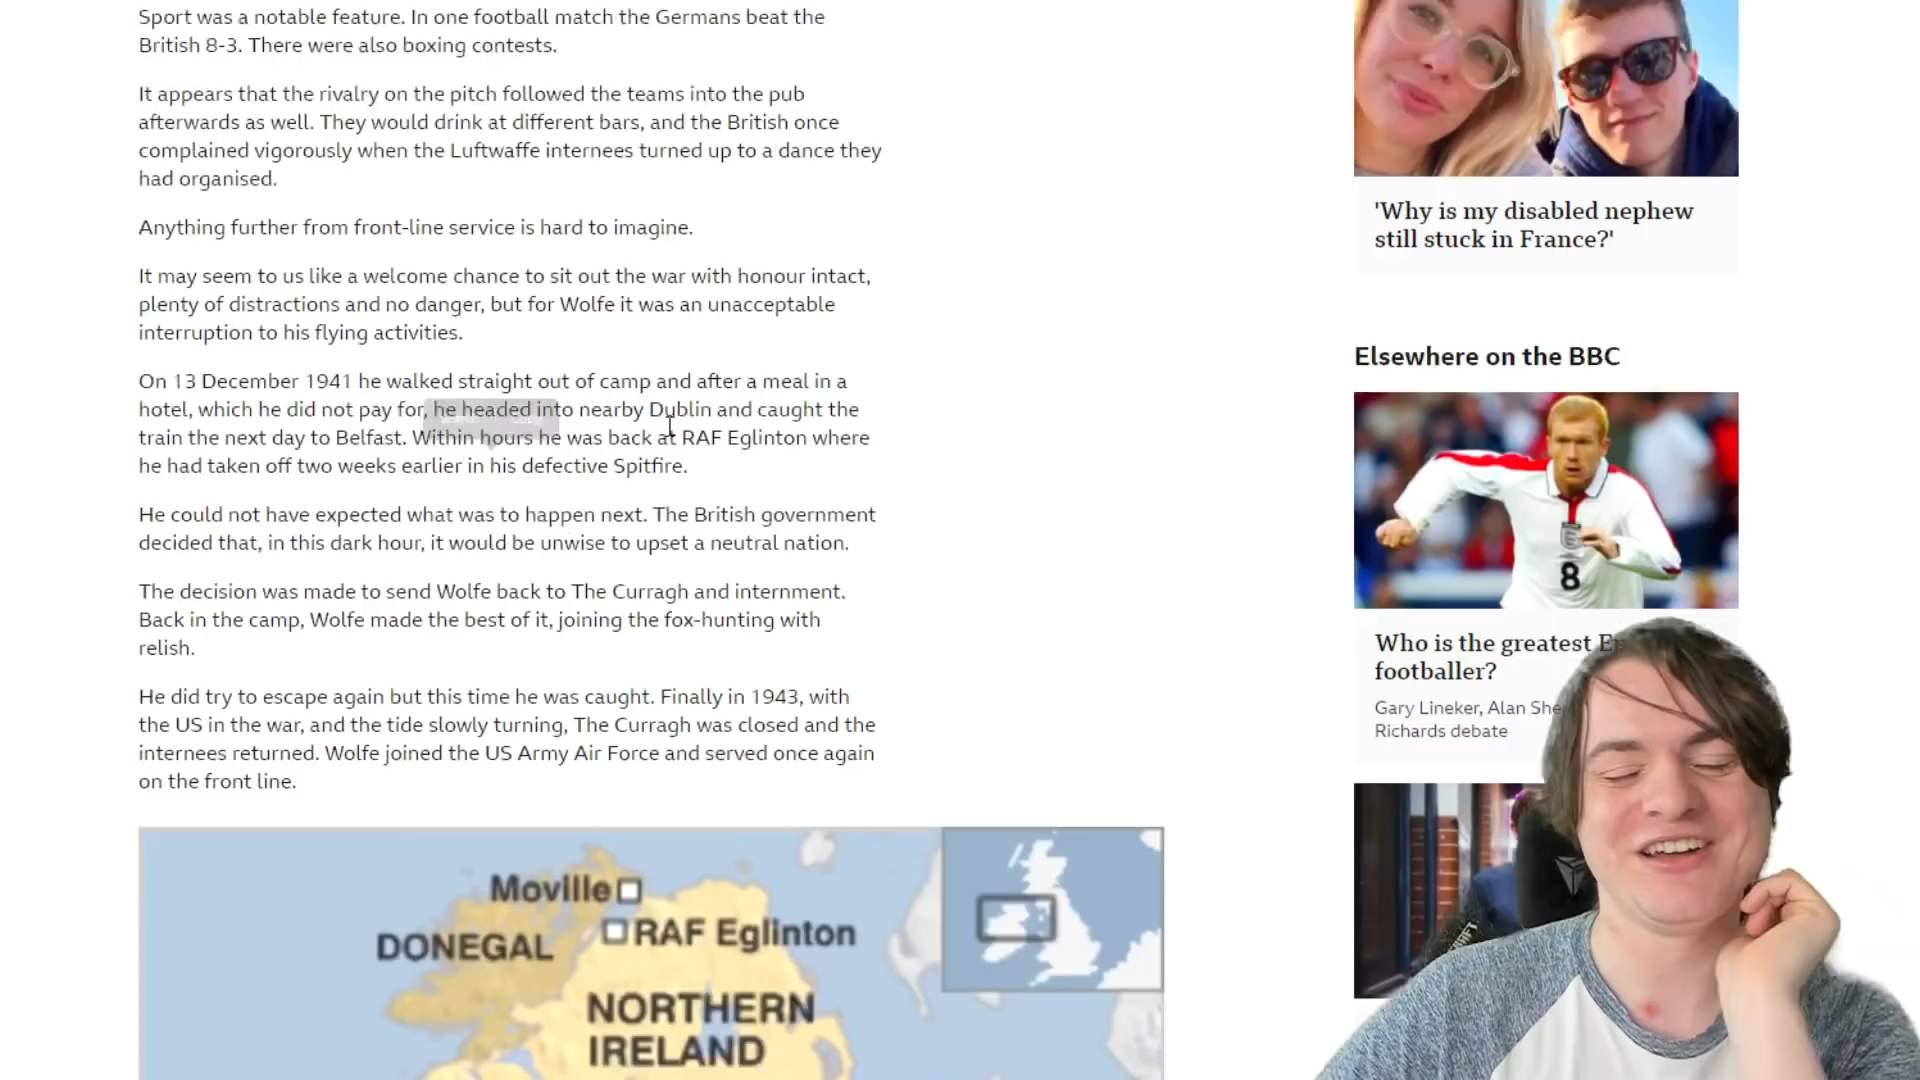 Sport was a notable feature. In one football match the Germans beat the
British 8-3. There were also boxing contests.
It appears that the rivalry on the pitch followed the teams into the pub
afterwards as well. They would drink at different bars, and the British once
complained vigorously when the Luftwaffe internees turned up to a dance they
had organised.
Anything further from front-line service is hard to imagine.
It may seem to us like a welcome chance to sit out the war with honour intact,
plenty of distractions and no danger, but for Wolfe it was an unacceptable
interruption to his flying activities.
On 13 December 1941 he walked straight out of camp and after a meal in a
hotel, which he did not pay for, he headed into nearby Dublin and caught the
train the next day to Belfast. Within hours he was back at RAF Eglinton where
he had taken off two weeks earlier in his defective Spitfire.
He could not have expected what was to happen next. The British government
decided that, in this dark hour, it would be unwise to upset a neutral nation.
The decision was made to send Wolfe back to The Curragh and internment.
Back in the camp, Wolfe made the best of it, joining the fox-hunting with
relish.
He did try to escape again but this time he was caught. Finally in 1943, with
the US in the war, and the tide slowly turning, The Curragh was closed and the
internees returned. Wolfe joined the US Army Air Force and served once again
on the front line.
Moville
RAF Eglinton
DONEGAL
NORTHERN
IRELAND
'Why is my disabled nephew
still stuck in France?'
Elsewhere on the BBC
8
Who is the greatest
footballer?
Gary Lineker, Alan
Richards debate